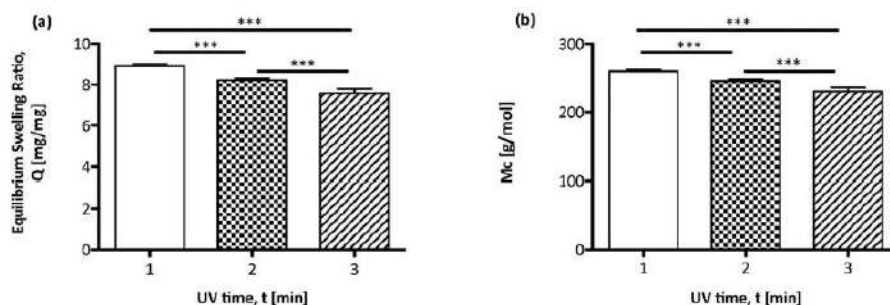 (a)
***
***
***
10
8
6
4
2
0
Equilibrium Swelling Ratio,
Q [mg/mg]
1 2 3
UV time, t [min]
(b)
***
***
***
300
200
100
0
Mc [g/mol]
1 2 3
UV time, t [min]